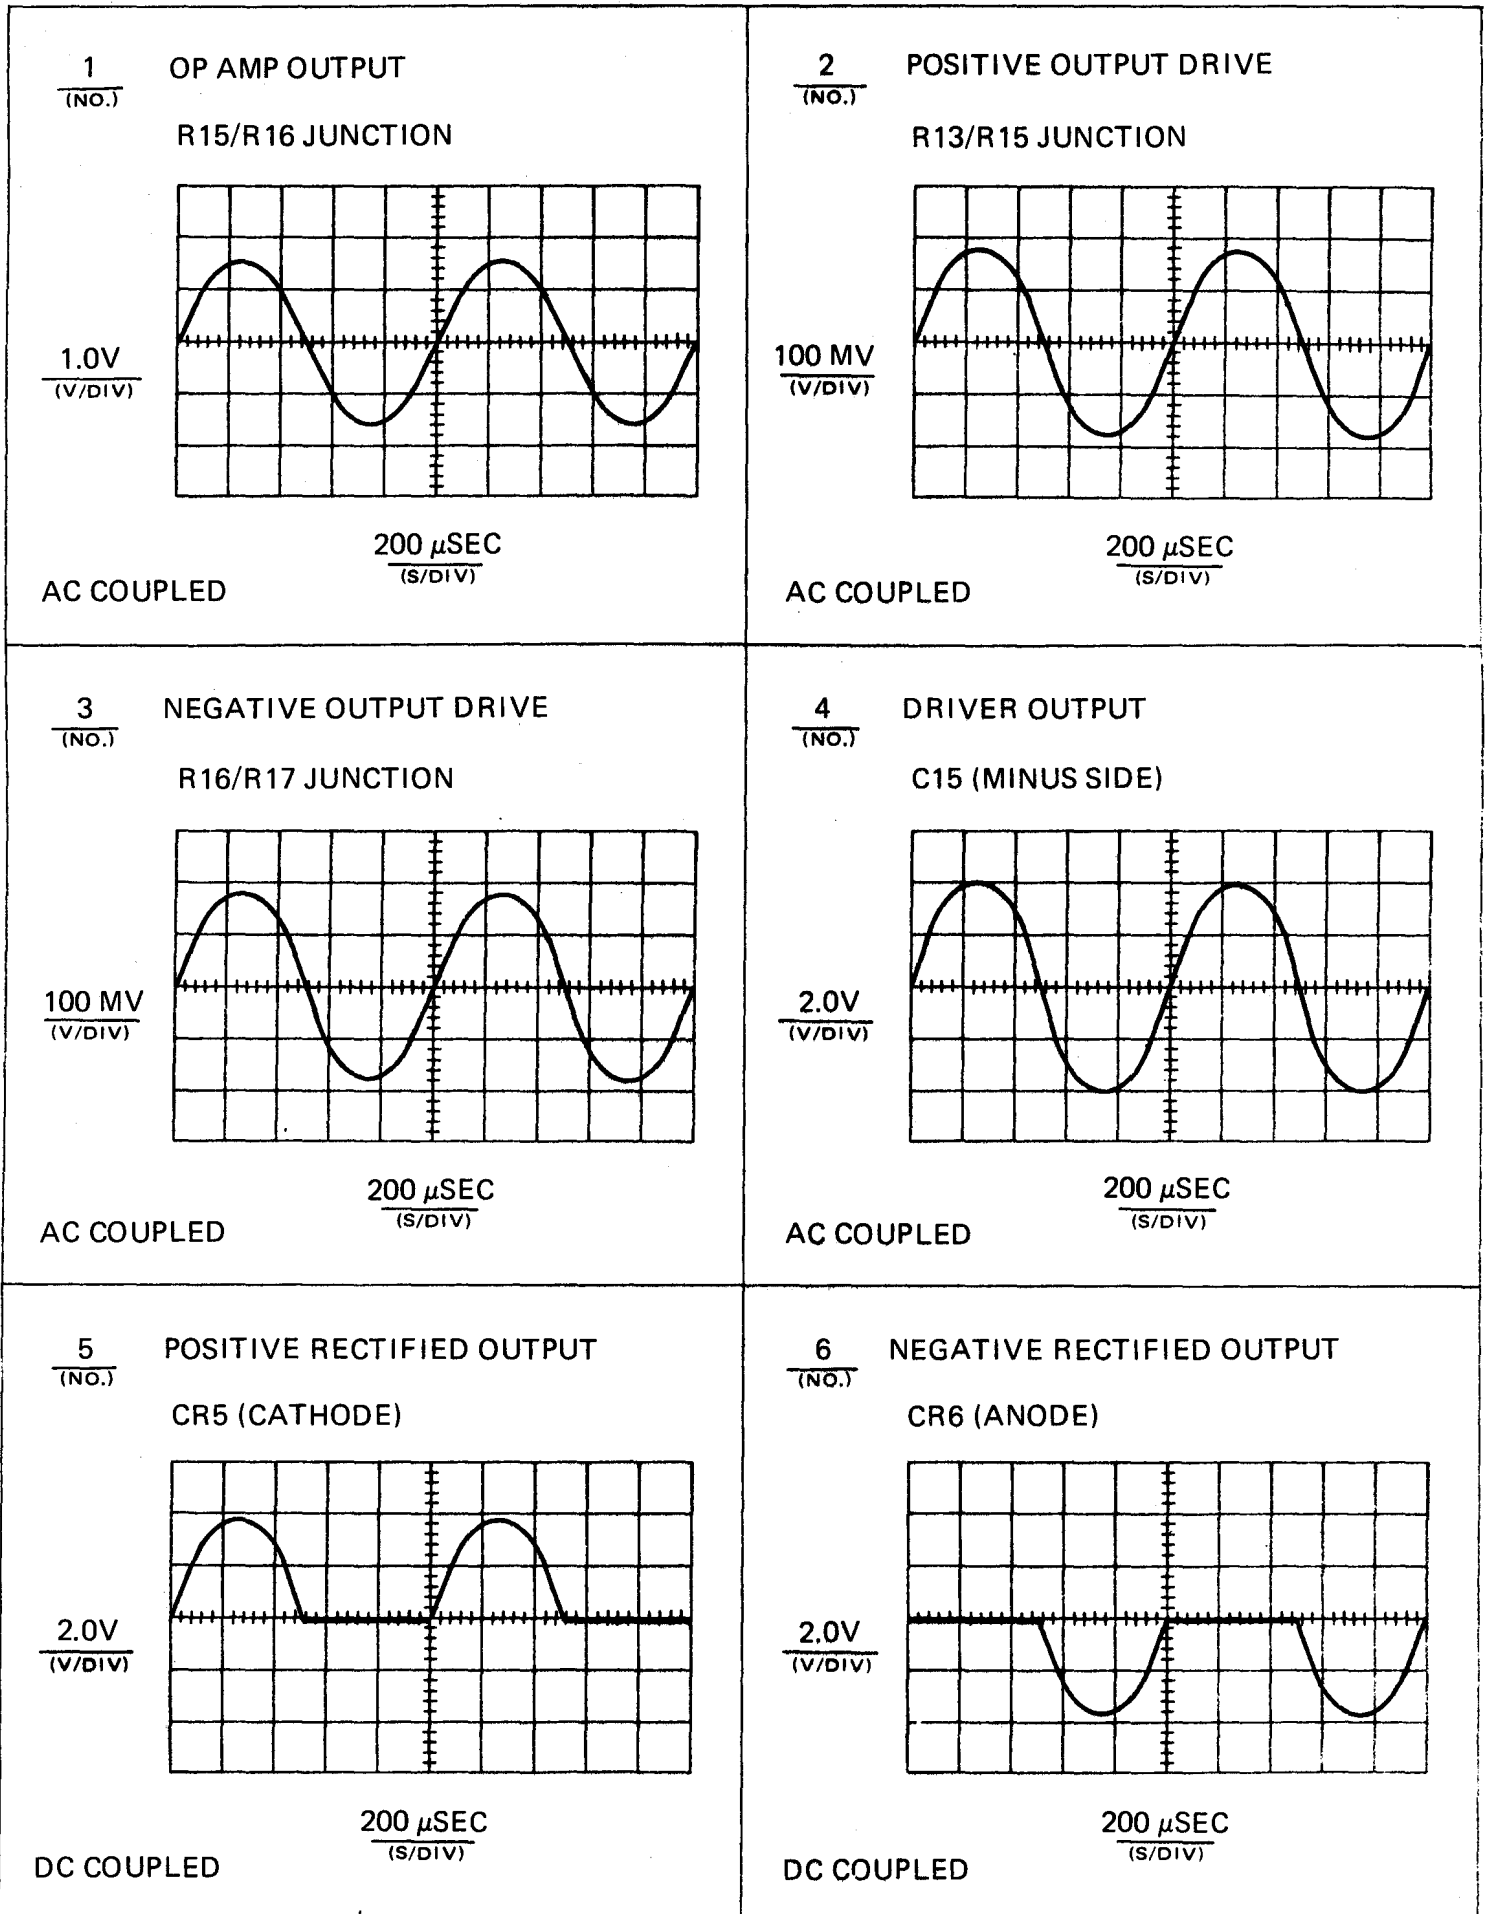 1
(NO.)
OP AMP OUTPUT
R15/R16 JUNCTION
1.0V
(V/DIV)
200 μSEC
(S/DIV)
AC COUPLED
2
(NO.)
POSITIVE OUTPUT DRIVE
R13/R15 JUNCTION
100 MV
(V/DIV)
200 μSEC
(S/DIV)
AC COUPLED
3
(NO.)
NEGATIVE OUTPUT DRIVE
R16/R17 JUNCTION
100 MV
(V/DIV)
200 μSEC
(S/DIV)
AC COUPLED
4
(NO.)
DRIVER OUTPUT
C15 (MINUS SIDE)
2.0V
(V/DIV)
200 μSEC
(S/DIV)
AC COUPLED
5
(NO.)
POSITIVE RECTIFIED OUTPUT
CR5 (CATHODE)
2.0V
(V/DIV)
200 μSEC
(S/DIV)
DC COUPLED
6
(NO.)
NEGATIVE RECTIFIED OUTPUT
CR6 (ANODE)
2.0V
(V/DIV)
200 μSEC
(S/DIV)
DC COUPLED